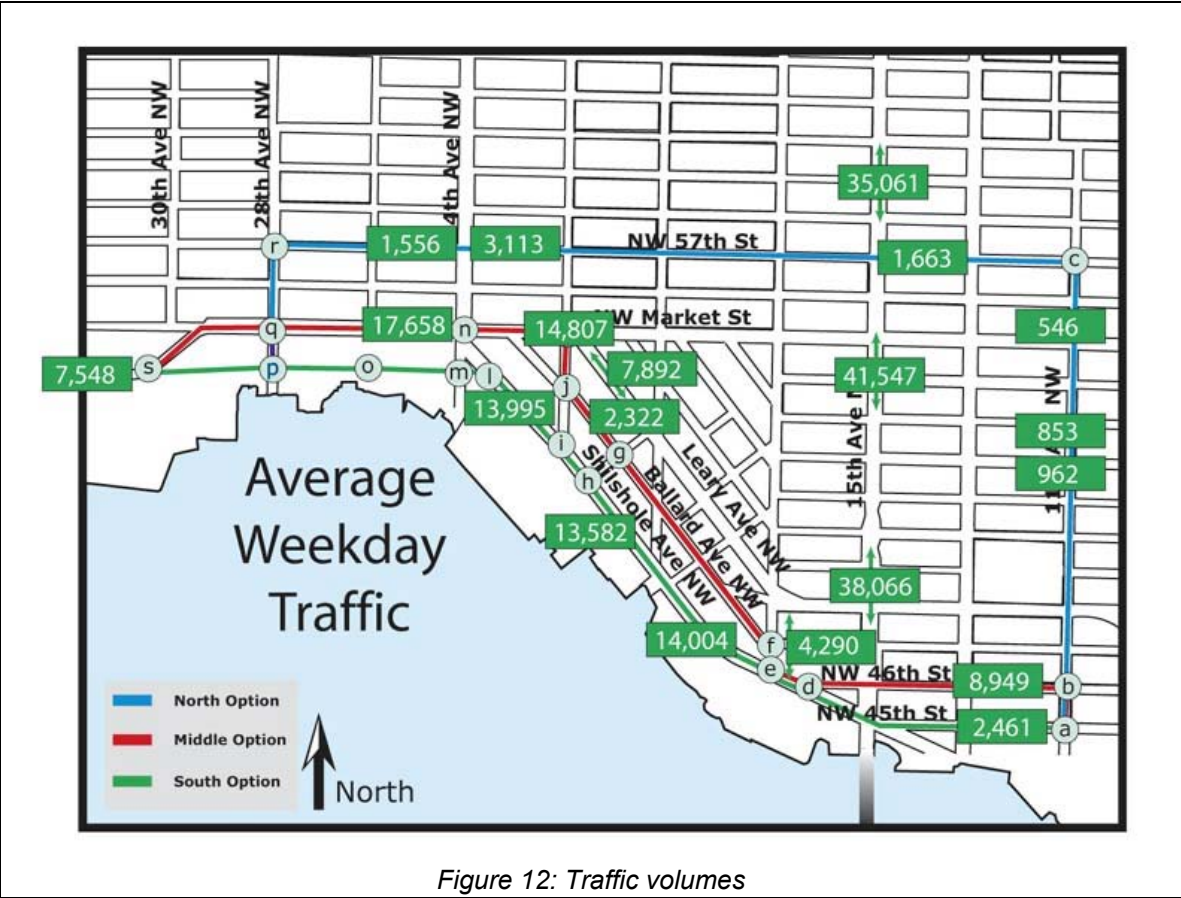 30th Ave NW
28th Ave NW
4th Ave NW
35,061
r
1,556
3,113
NW 57th St
1,663
c
q
17,658
n
14,807
NW Market St
546
7,548
s
p
o
m
l
j
7,892
41,547
15th Ave N
NW
11
13,995
2,322
853
i
g
962
h
Shilshole Ave NW
Ballard Ave NW
Leary Ave NW
Average
Weekday
Traffic
13,582
38,066
14,004
f
4,290
e
d
NW 46th St
8,949
b
NW 45th St
2,461
a
North Option
Middle Option
South Option
North
Figure 12: Traffic volumes